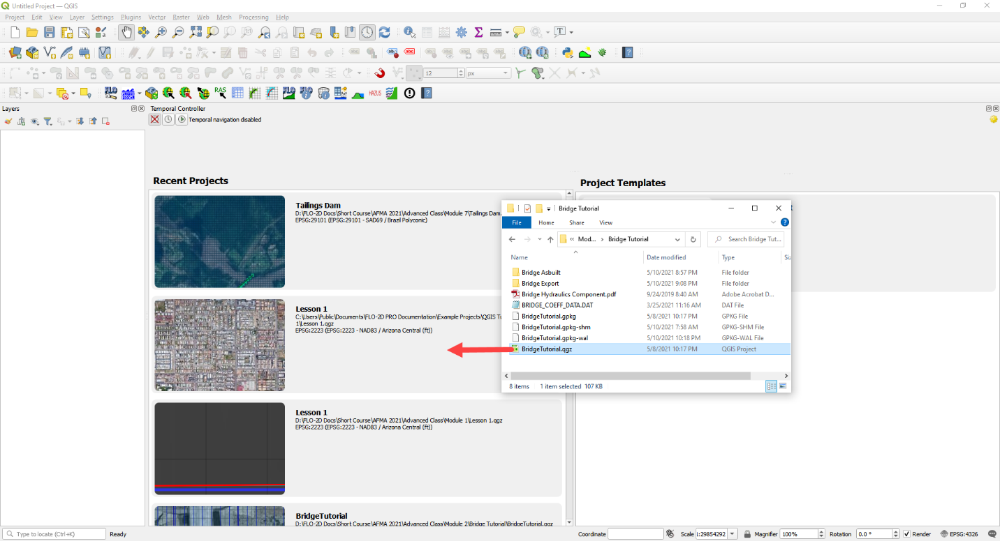 Untitled Project — QGIS
Project Edit View Layer Settings Plugins Vector Raster Web Mesh Processing Help
12 px
RAS
HAZUS
Layers
Temporal Controller
Temporal navigation disabled
Recent Projects
Project Templates
Tailings Dam
D:\FLO-2D Docs\Short Course\AFMA 2021\Advanced Class\Module 7\Tailings Dam.
EPSG:29101 (EPSG:29101 - SAD69 / Brazil Polyconic)
Lesson 1
C:\Users\Public\Documents\FLO-2D PRO Documentation\Example Projects\QGIS Tu
1\Lesson 1.qgz
EPSG:2223 (EPSG:2223 - NAD83 / Arizona Central (ft))
Lesson 1
D:\FLO-2D Docs\Short Course\AFMA 2021\Advanced Class\Module 1\Lesson 1.qgz
EPSG:2223 (EPSG:2223 - NAD83 / Arizona Central (ft))
BridgeTutorial
D:\FLO-2D Docs\Short Course\AFMA 2021\Advanced Class\Module 2\Bridge Tutorial\BridgeTutorial.qgz
Bridge Tutorial
File Home Share View
« Mod... › Bridge Tutorial
Search Bridge Tut...
Name Date modified Type
Bridge Asbuilt 5/10/2021 8:57 PM File folder
Bridge Export 5/10/2021 9:08 PM File folder
Bridge Hydraulics Component.pdf 9/24/2019 8:40 AM Adobe Acrobat D...
BRIDGE_COEFF_DATA.DAT 3/25/2021 11:16 AM DAT File
BridgeTutorial.gpkg 5/8/2021 10:17 PM GPKG File
BridgeTutorial.gpkg-shm 5/10/2021 7:58 AM GPKG-SHM File
BridgeTutorial.gpkg-wal 5/10/2021 10:18 PM GPKG-WAL File
BridgeTutorial.qgz 5/8/2021 10:17 PM QGIS Project
8 items 1 item selected 107 KB
Type to locate (Ctrl+K) Ready Coordinate Scale 1:29854292 Magnifier 100% Rotation 0.0 ° Render EPSG:4326